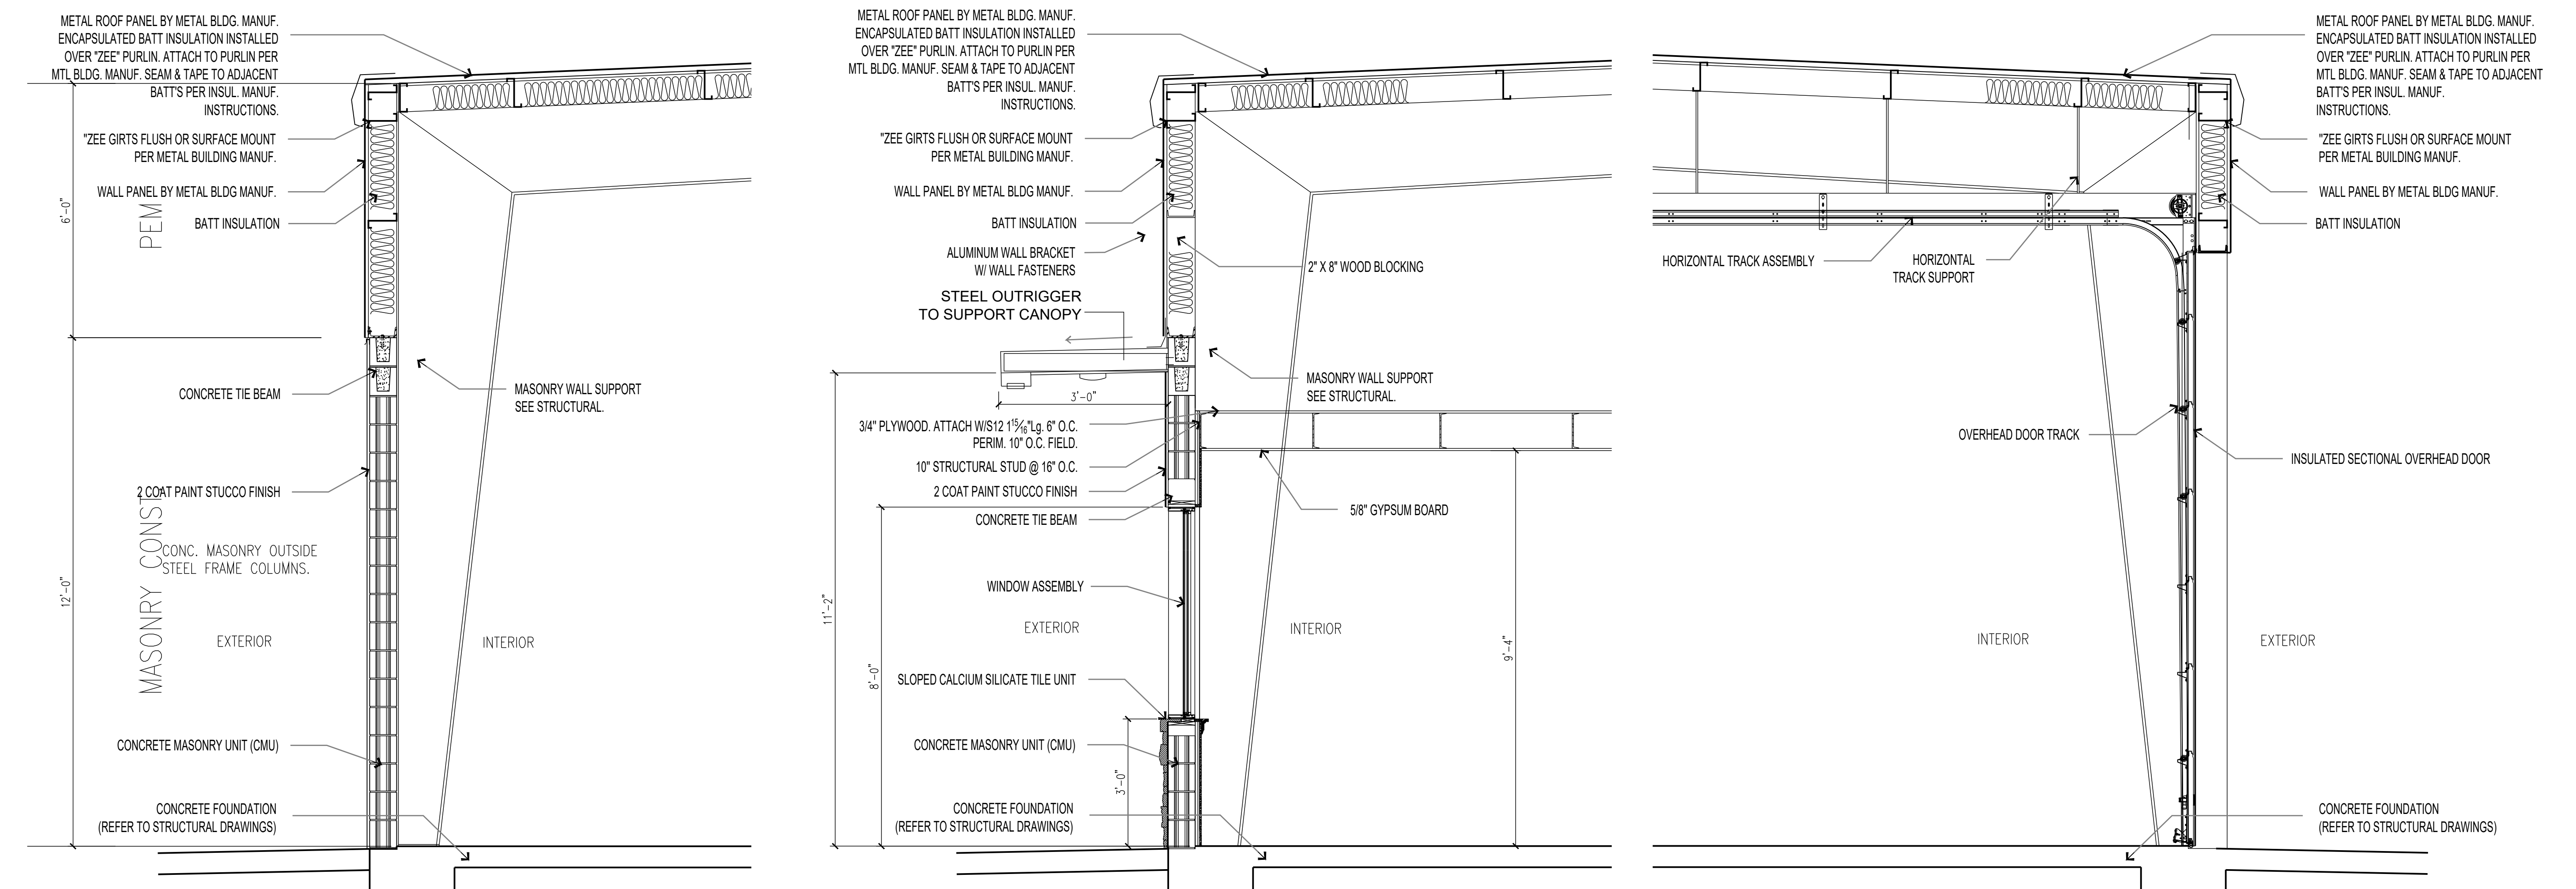 METAL ROOF PANEL BY METAL BLDG. MANUF.
ENCAPSULATED BATT INSULATION INSTALLED
OVER "ZEE" PURLIN. ATTACH TO PURLIN PER
MTL BLDG. MANUF. SEAM & TAPE TO ADJACENT
BATT'S PER INSUL. MANUF.
INSTRUCTIONS.
"ZEE GIRTS FLUSH OR SURFACE MOUNT
PER METAL BUILDING MANUF.
WALL PANEL BY METAL BLDG MANUF.
6'-0"
PEM
BATT INSULATION
CONCRETE TIE BEAM
MASONRY WALL SUPPORT
SEE STRUCTURAL.
2 COAT PAINT STUCCO FINISH
MASONRY CONST
CONC. MASONRY OUTSIDE
STEEL FRAME COLUMNS.
12'-0"
EXTERIOR
INTERIOR
CONCRETE MASONRY UNIT (CMU)
CONCRETE FOUNDATION
(REFER TO STRUCTURAL DRAWINGS)
METAL ROOF PANEL BY METAL BLDG. MANUF.
ENCAPSULATED BATT INSULATION INSTALLED
OVER "ZEE" PURLIN. ATTACH TO PURLIN PER
MTL BLDG. MANUF. SEAM & TAPE TO ADJACENT
BATT'S PER INSUL. MANUF.
INSTRUCTIONS.
"ZEE GIRTS FLUSH OR SURFACE MOUNT
PER METAL BUILDING MANUF.
WALL PANEL BY METAL BLDG MANUF.
BATT INSULATION
ALUMINUM WALL BRACKET
W/ WALL FASTENERS
2" X 8" WOOD BLOCKING
STEEL OUTRIGGER
TO SUPPORT CANOPY
MASONRY WALL SUPPORT
SEE STRUCTURAL.
3'-0"
3/4" PLYWOOD. ATTACH W/S12 1 15/16"Lg. 6" O.C.
PERIM. 10" O.C. FIELD.
10" STRUCTURAL STUD @ 16" O.C.
2 COAT PAINT STUCCO FINISH
CONCRETE TIE BEAM
5/8" GYPSUM BOARD
WINDOW ASSEMBLY
11'-2"
EXTERIOR
INTERIOR
9'-4"
8'-0"
SLOPED CALCIUM SILICATE TILE UNIT
CONCRETE MASONRY UNIT (CMU)
3'-0"
CONCRETE FOUNDATION
(REFER TO STRUCTURAL DRAWINGS)
METAL ROOF PANEL BY METAL BLDG. MANUF.
ENCAPSULATED BATT INSULATION INSTALLED
OVER "ZEE" PURLIN. ATTACH TO PURLIN PER
MTL BLDG. MANUF. SEAM & TAPE TO ADJACENT
BATT'S PER INSUL. MANUF.
INSTRUCTIONS.
"ZEE GIRTS FLUSH OR SURFACE MOUNT
PER METAL BUILDING MANUF.
WALL PANEL BY METAL BLDG MANUF.
BATT INSULATION
HORIZONTAL TRACK ASSEMBLY
HORIZONTAL
TRACK SUPPORT
OVERHEAD DOOR TRACK
INSULATED SECTIONAL OVERHEAD DOOR
INTERIOR
EXTERIOR
CONCRETE FOUNDATION
(REFER TO STRUCTURAL DRAWINGS)